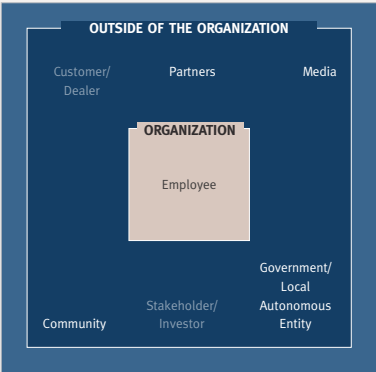 OUTSIDE OF THE ORGANIZATION
Customer/
Dealer
Partners
Media
ORGANIZATION
Employee
Community
Stakeholder/
Investor
Government/
Local
Autonomous
Entity